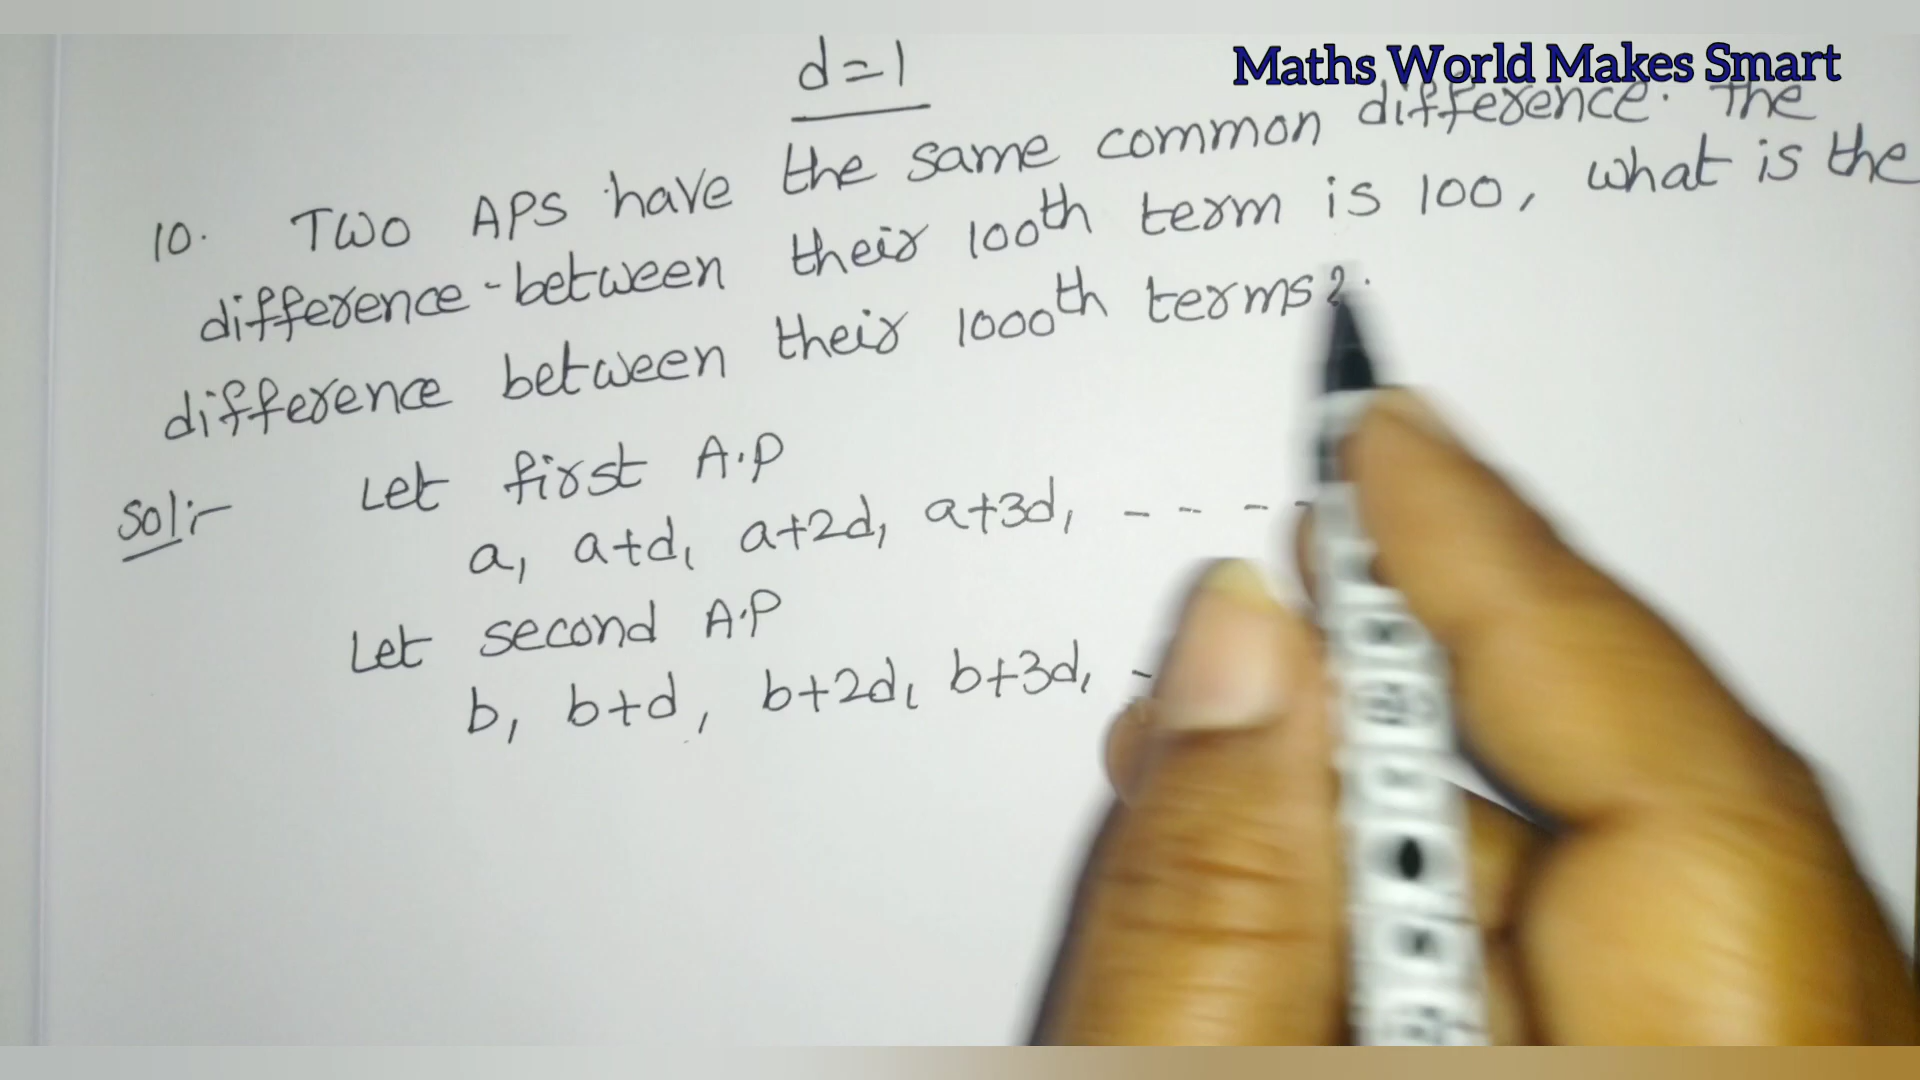 d=1
Maths World Makes Smart
10. TWO APS have the same common difference. The
difference-between their 100th term is 100, what is the
difference between their 1000th terms?
Sol:- Let first A.P
a, a+d, a+2d, a+3d, - - - -
Let second A.P
b, b+d, b+2d, b+3d, -